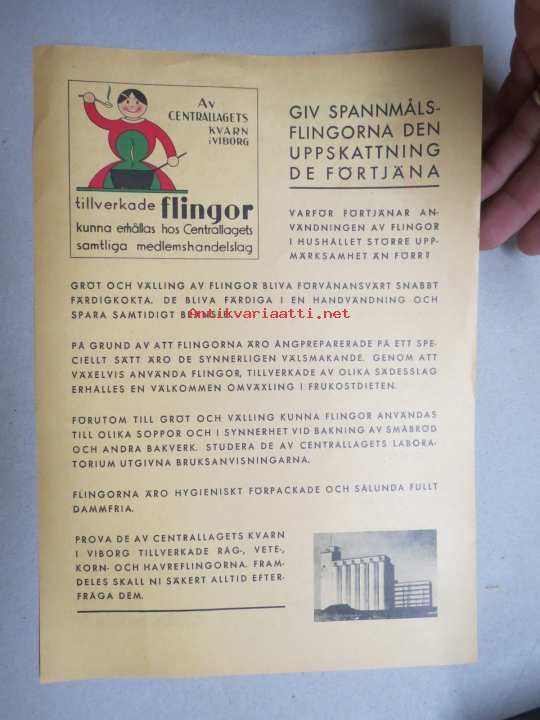 AV
CENTRALLAGETS
KVARN
I VIBORG
tillverkade flingor
kunna erhållas hos Centrallagets
samtliga medlemshandelslag
GIV SPANNMÅLS-
FLINGORNA DEN
UPPSKATTNING
DE FÖRTJÄNA
VARFÖR FÖRTJÄNAR AN-
VÄNDNINGEN AV FLINGOR
I HUSHÅLLET STÖRRE UPP-
MÄRKSAMHET ÄN FÖRR?
GRÖT OCH VÄLLING AV FLINGOR BLIVA FÖRVÅNANSVÄRT SNABBT
FÄRDIGKOKTA. DE BLIVA FÄRDIGA I EN HANDVÄNDNING OCH
SPARA SAMTIDIGT
Antikvariaatti.net
PÅ GRUND AV ATT FLINGORNA ÄRO ÅNGPREPARERADE PÅ ETT SPE-
CIELLT SÄTT ÄRO DE SYNNERLIGEN VÄLSMAKANDE. GENOM ATT
VÄXELVIS ANVÄNDA FLINGOR, TILLVERKADE AV OLIKA SÄDESSLAG
ERHÅLLES EN VÄLKOMMEN OMVÄXLING I FRUKOSTDIETEN.
FÖRUTOM TILL GRÖT OCH VÄLLING KUNNA FLINGOR ANVÄNDAS
TILL OLIKA SOPPOR OCH I SYNNERHET VID BAKNING AV SMÅBRÖD
OCH ANDRA BAKVERK. STUDERA DE AV CENTRALLAGETS LABORA-
TORIUM UTGIVNA BRUKSANVISNINGARNA.
FLINGORNA ÄRO HYGIENISKT FÖRPACKADE OCH SÅLUNDA FULLT
DAMMFRIA.
PROVA DE AV CENTRALLAGETS KVARN
I VIBORG TILLVERKADE RÅG-, VETE-,
KORN- OCH HAVREFLINGORNA. FRAM-
DELES SKALL NI SÄKERT ALLTID EFTER-
FRÅGA DEM.